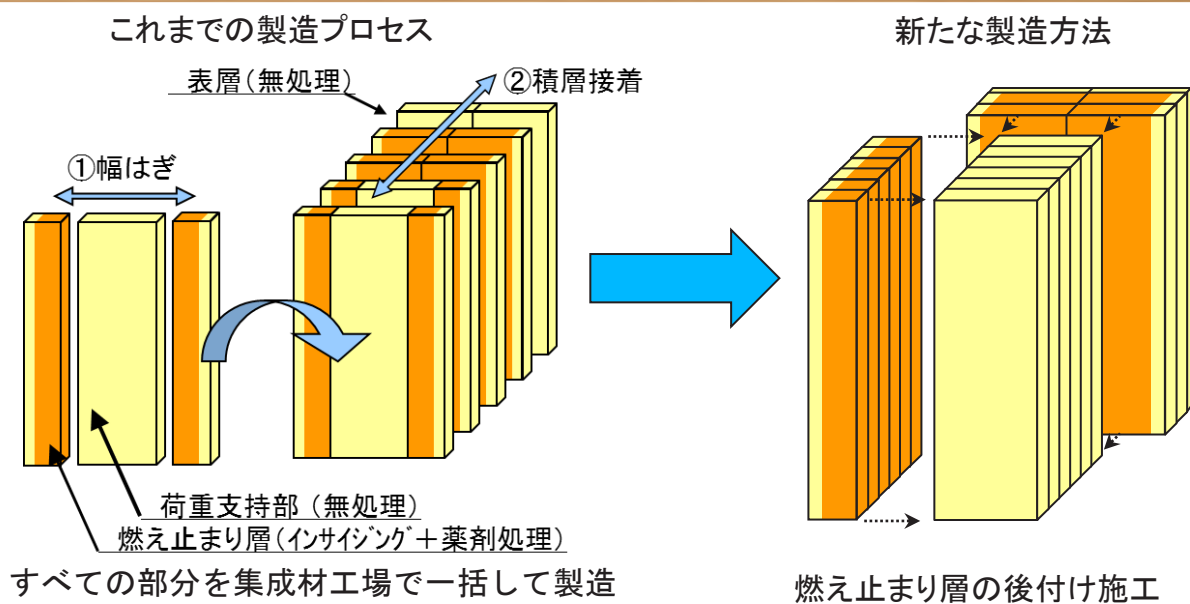 これまでの製造プロセス
新たな製造方法
表層(無処理)
②積層接着
①幅はぎ
荷重支持部 (無処理)
燃え止まり層(インサイジング+薬剤処理)
すべての部分を集成材工場で一括して製造
燃え止まり層の後付け施工